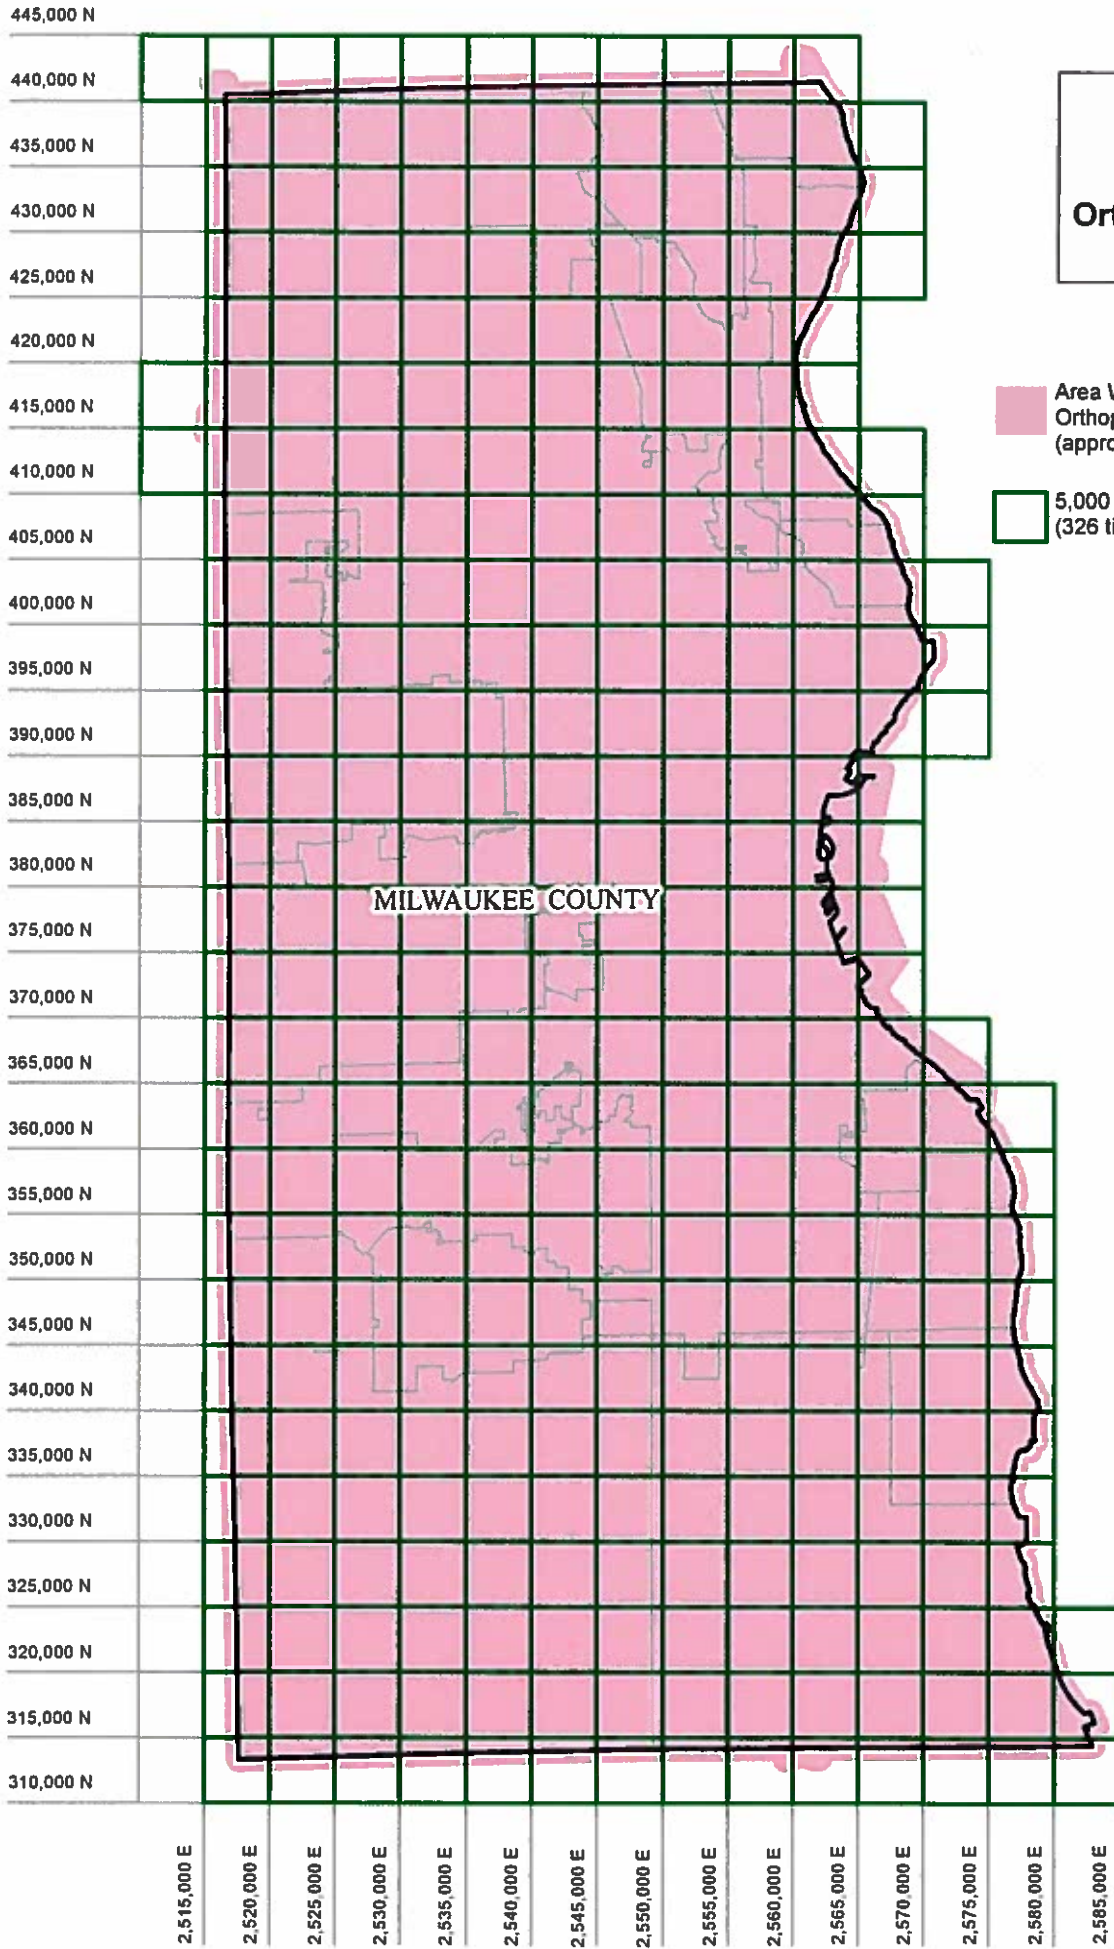 445,000 N
440,000 N
435,000 N
430,000 N
Ort
425,000 N
420,000 N
415,000 N
Area W
Orthop
(appro
410,000 N
5,000
(326 ti
405,000 N
400,000 N
395,000 N
390,000 N
385,000 N
380,000 N
MILWAUKEE COUNTY
375,000 N
370,000 N
365,000 N
360,000 N
355,000 N
350,000 N
345,000 N
340,000 N
335,000 N
330,000 N
325,000 N
320,000 N
315,000 N
310,000 N
2,515,000 E
2,520,000 E
2,525,000 E
2,530,000 E
2,535,000 E
2,540,000 E
2,545,000 E
2,550,000 E
2,555,000 E
2,560,000 E
2,565,000 E
2,570,000 E
2,575,000 E
2,580,000 E
2,585,000 E